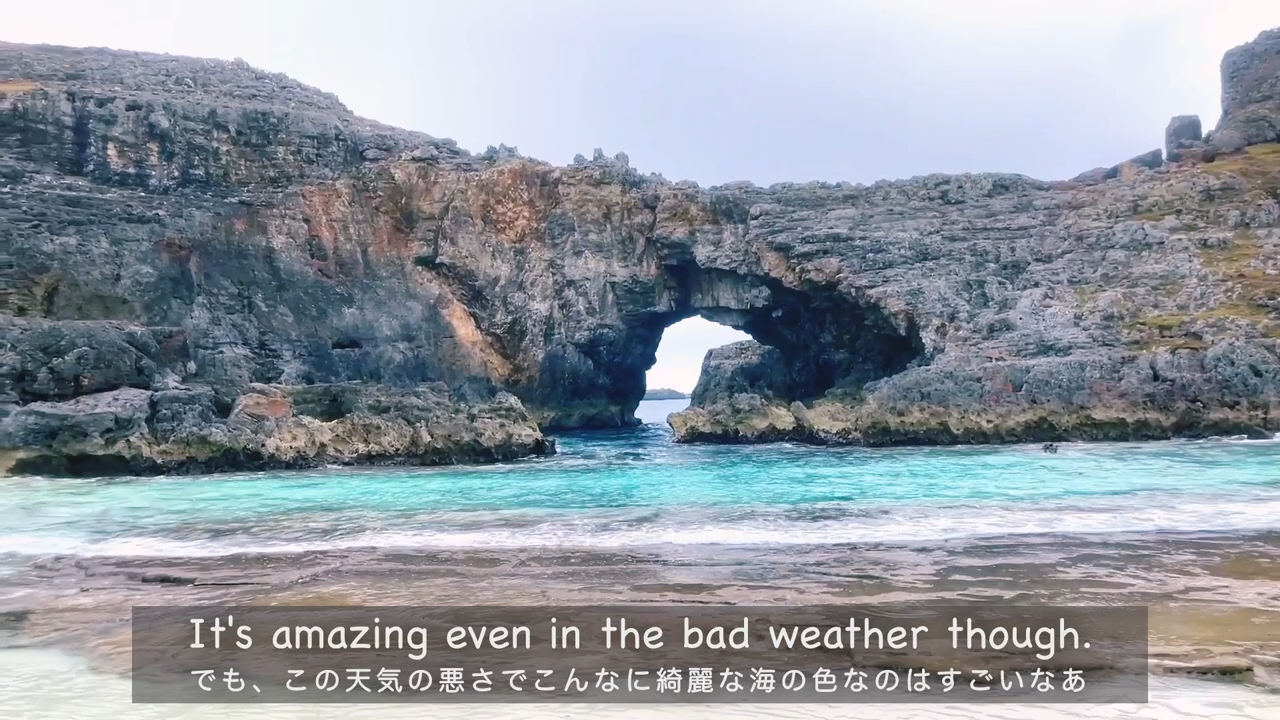 It's amazing even in the bad weather though.
でも、この天気の悪さでこんなに綺麗な海の色なのはすごいなあ